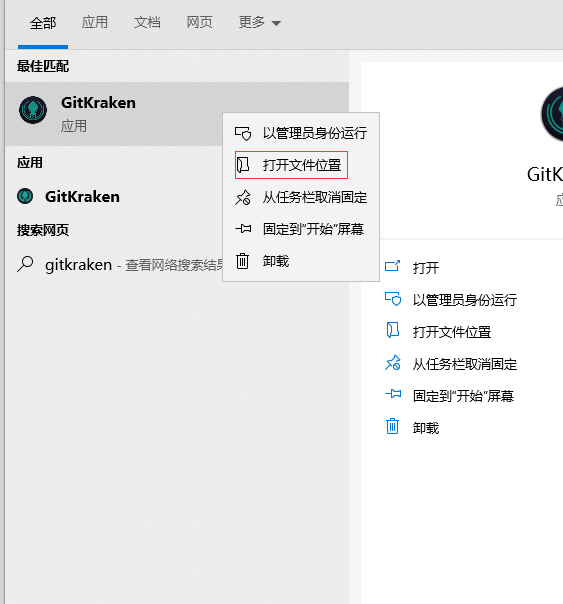 全部 应用 文档 网页 更多
最佳匹配
GitKraken
应用
应用
GitKraken
搜索网页
gitkraken - 查看网络搜索结果
以管理员身份运行
打开文件位置
从任务栏取消固定
固定到"开始"屏幕
卸载
GitK
打开
以管理员身份运行
打开文件位置
从任务栏取消固定
固定到"开始"屏幕
卸载